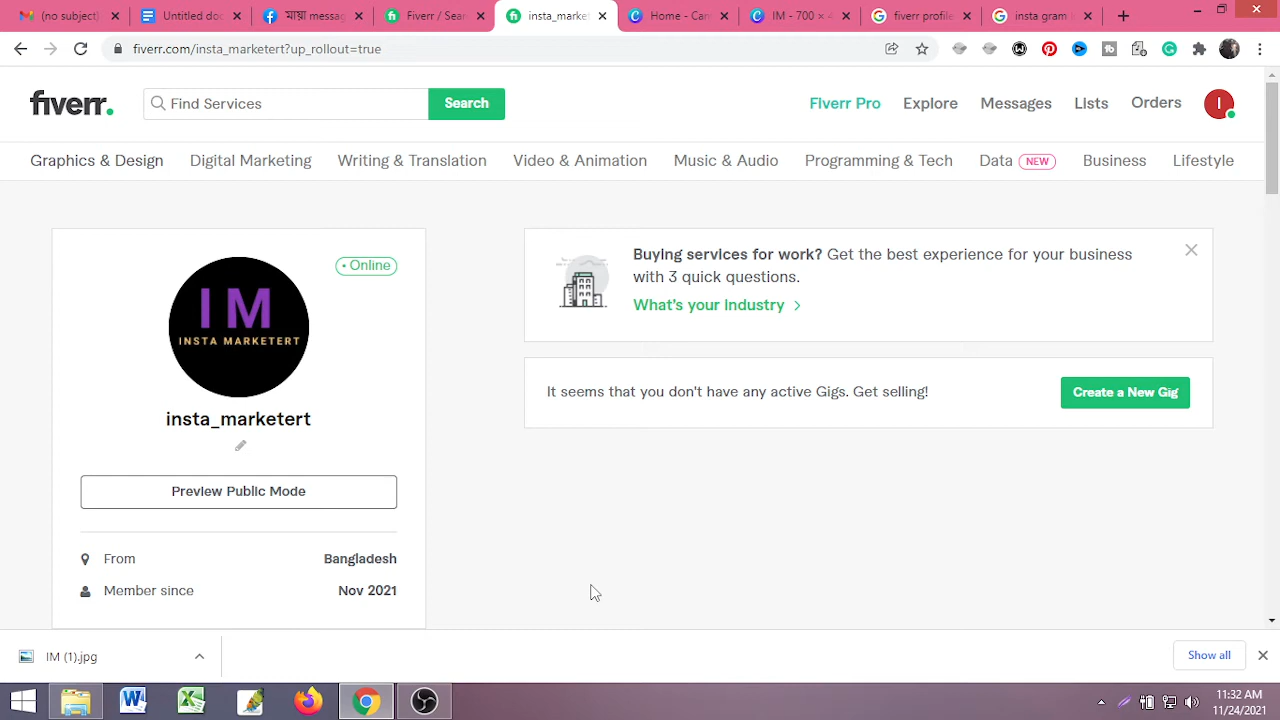 (no subject)
Untitled doc
Fiverr / Sear
insta_market
Home - Can
IM - 700 × 4
fiverr profile
insta gram l
fiverr.com/insta_marketert?up_rollout=true
fiverr.
Find Services
Search
Fiverr Pro
Explore
Messages
Lists
Orders
I
Graphics & Design
Digital Marketing
Writing & Translation
Video & Animation
Music & Audio
Programming & Tech
Data NEW
Business
Lifestyle
• Online
IM
INSTA MARKETERT
insta_marketert
Preview Public Mode
From Bangladesh
Member since Nov 2021
Buying services for work? Get the best experience for your business
with 3 quick questions.
What's your industry >
It seems that you don't have any active Gigs. Get selling!
Create a New Gig
IM (1).jpg
Show all
11:32 AM
11/24/2021